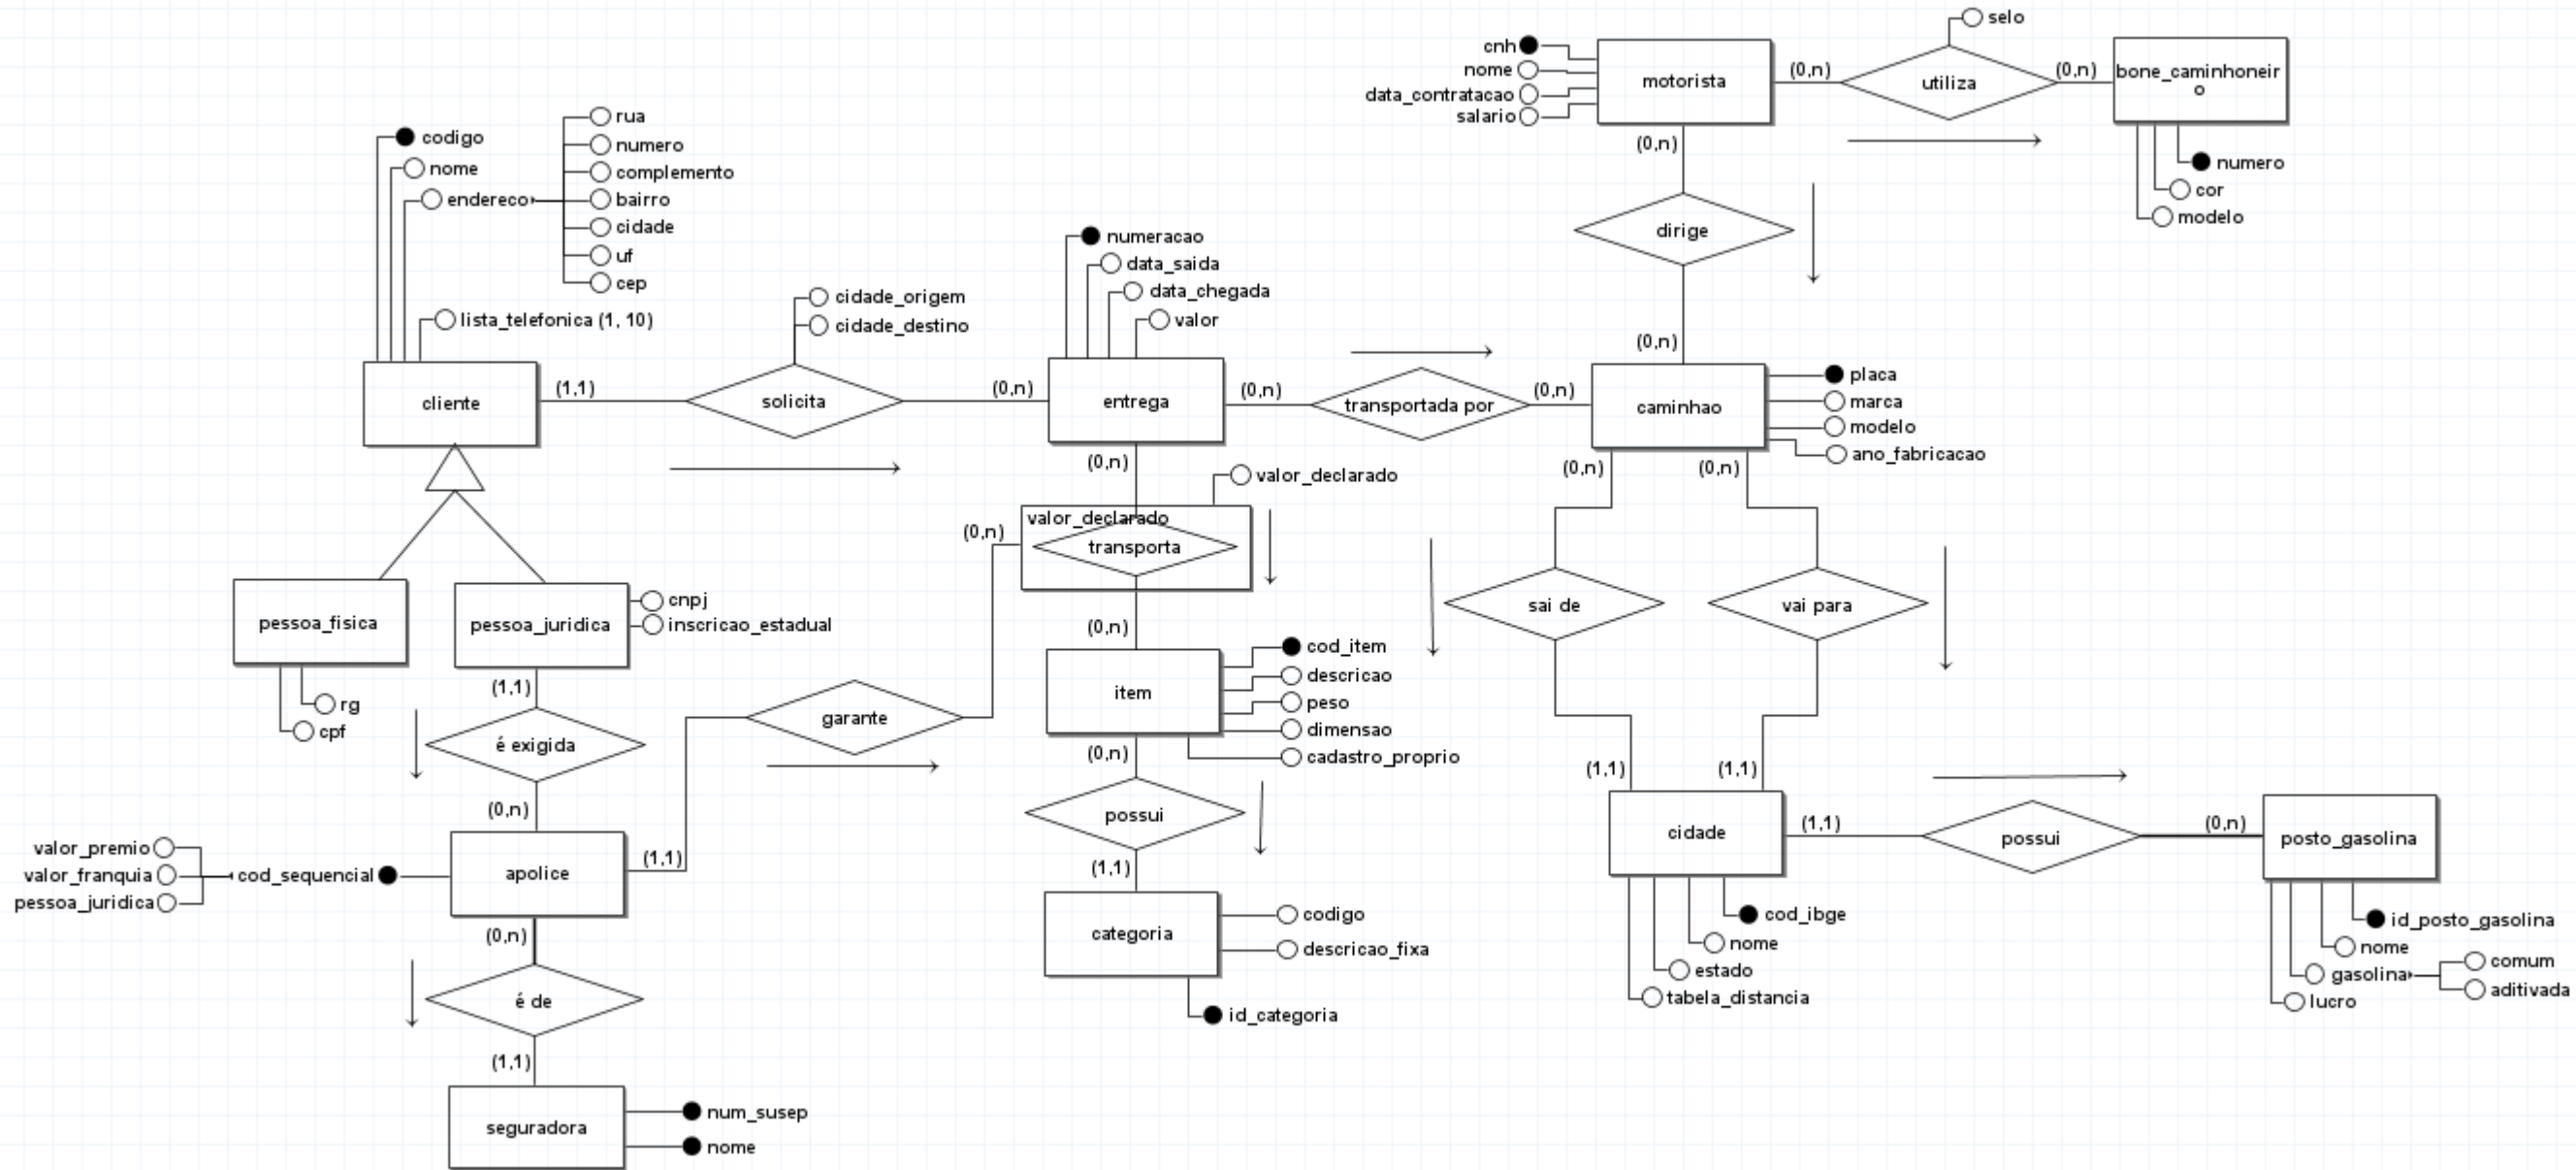 selo
cnh
nome
data_contratacao
salario
motorista
(0,n)
utiliza
(0,n)
bone_caminhoneir
o
numero
cor
modelo
(0,n)
dirige
(0,n)
codigo
nome
endereco
rua
numero
complemento
bairro
cidade
uf
cep
lista_telefonica (1, 10)
cliente
(1,1)
cidade_origem
cidade_destino
solicita
(0,n)
numeracao
data_saida
data_chegada
valor
entrega
(0,n)
transportada por
(0,n)
caminhao
placa
marca
modelo
ano_fabricacao
(0,n)
valor_declarado
valor_declarado
transporta
(0,n)
(0,n)
(0,n)
(0,n)
sai de
vai para
(1,1)
(1,1)
pessoa_fisica
rg
cpf
pessoa_juridica
cnpj
inscricao_estadual
(1,1)
é exigida
(0,n)
garante
(1,1)
item
cod_item
descricao
peso
dimensao
cadastro_proprio
(0,n)
possui
(1,1)
categoria
codigo
descricao_fixa
id_categoria
valor_premio
valor_franquia
pessoa_juridica
cod_sequencial
apolice
(0,n)
é de
(1,1)
seguradora
num_susep
nome
cidade
(1,1)
possui
(0,n)
posto_gasolina
cod_ibge
nome
estado
tabela_distancia
id_posto_gasolina
nome
gasolina
comum
aditivada
lucro